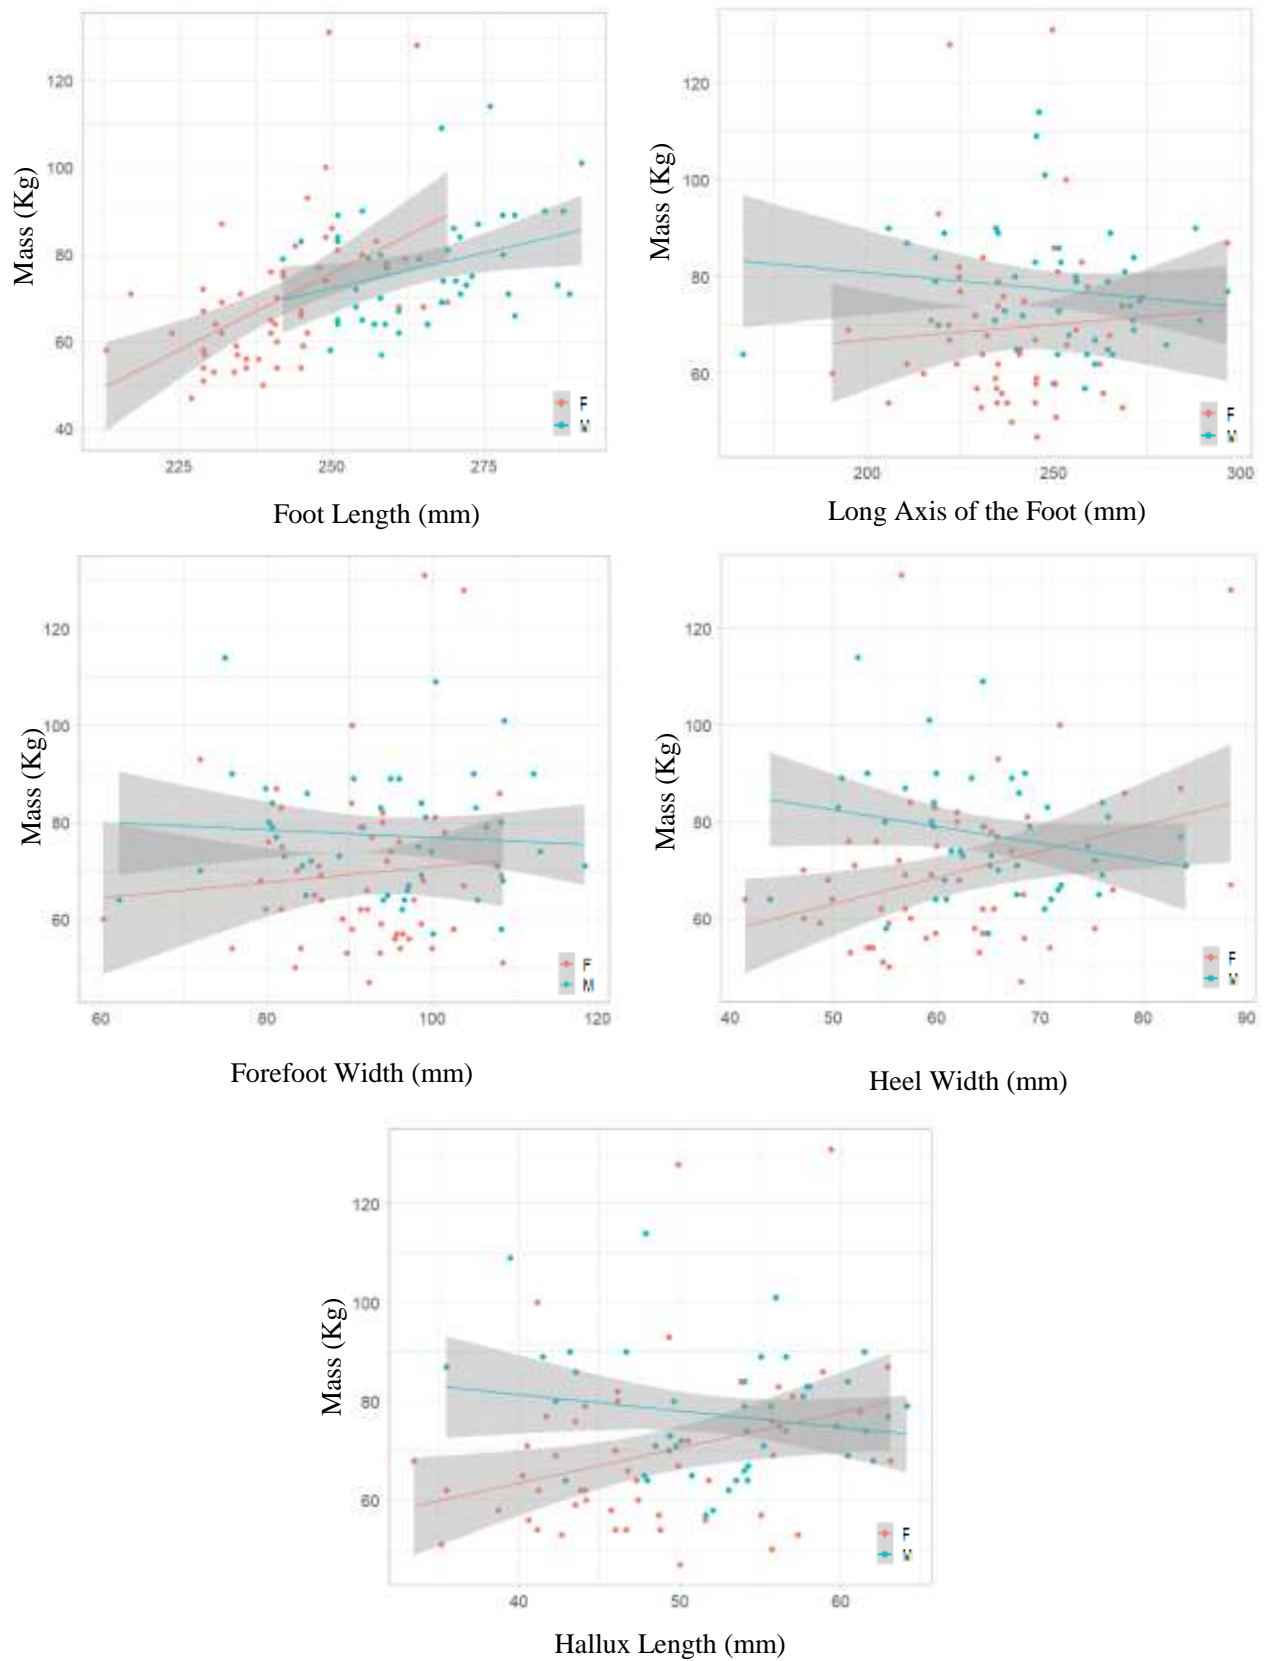 120
100
80
60
40
Mass (Kg)
225 250 275
Foot Length (mm)
F
M
120
100
80
60
Mass (Kg)
200 250 300
Long Axis of the Foot (mm)
F
M
120
100
80
60
Mass (Kg)
60 80 100 120
Forefoot Width (mm)
F
M
120
100
80
60
Mass (Kg)
40 50 60 70 80 90
Heel Width (mm)
F
M
120
100
80
60
Mass (Kg)
40 50 60
Hallux Length (mm)
F
M